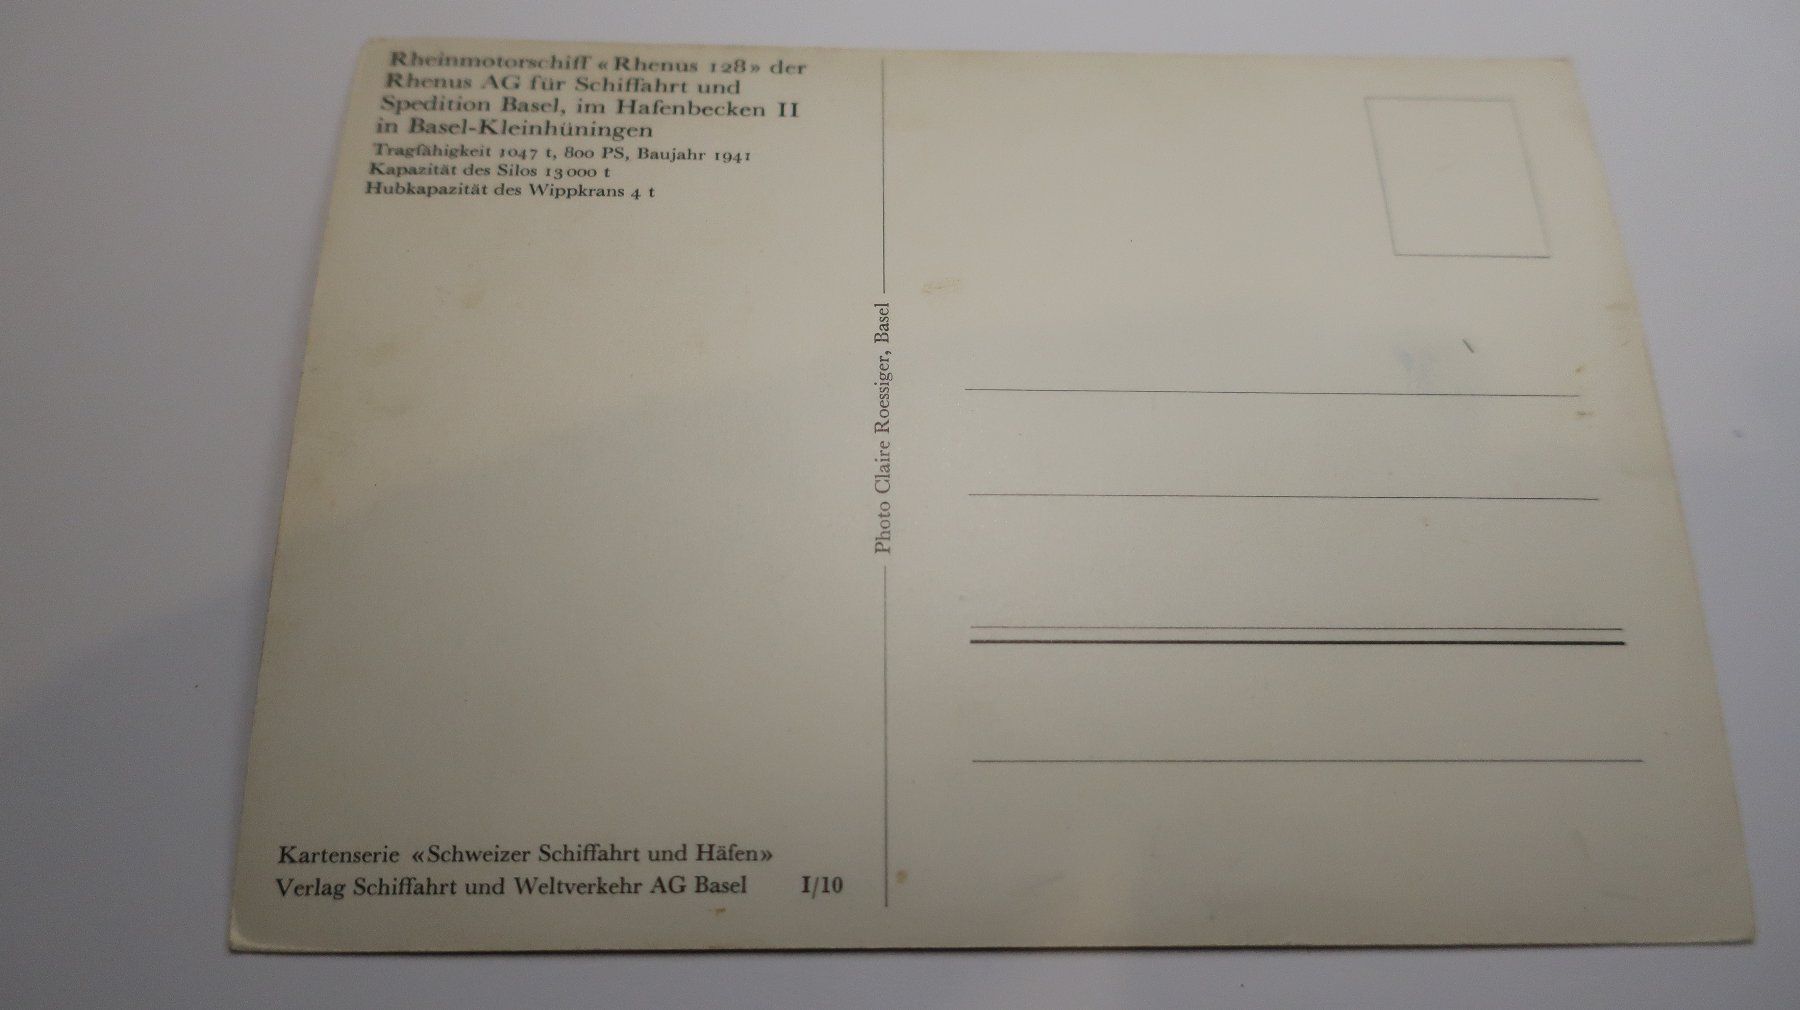 Rheinmotorschiff «Rhenus 128» der
Rhenus AG für Schiffahrt und
Spedition Basel, im Hafenbecken II
in Basel-Kleinhüningen
Tragfähigkeit 1047 t, 800 PS, Baujahr 1941
Kapazität des Silos 13 000 t
Hubkapazität des Wippkrans 4 t
Photo Claire Roessiger, Basel
Kartenserie «Schweizer Schiffahrt und Häfen»
Verlag Schiffahrt und Weltverkehr AG Basel I/10